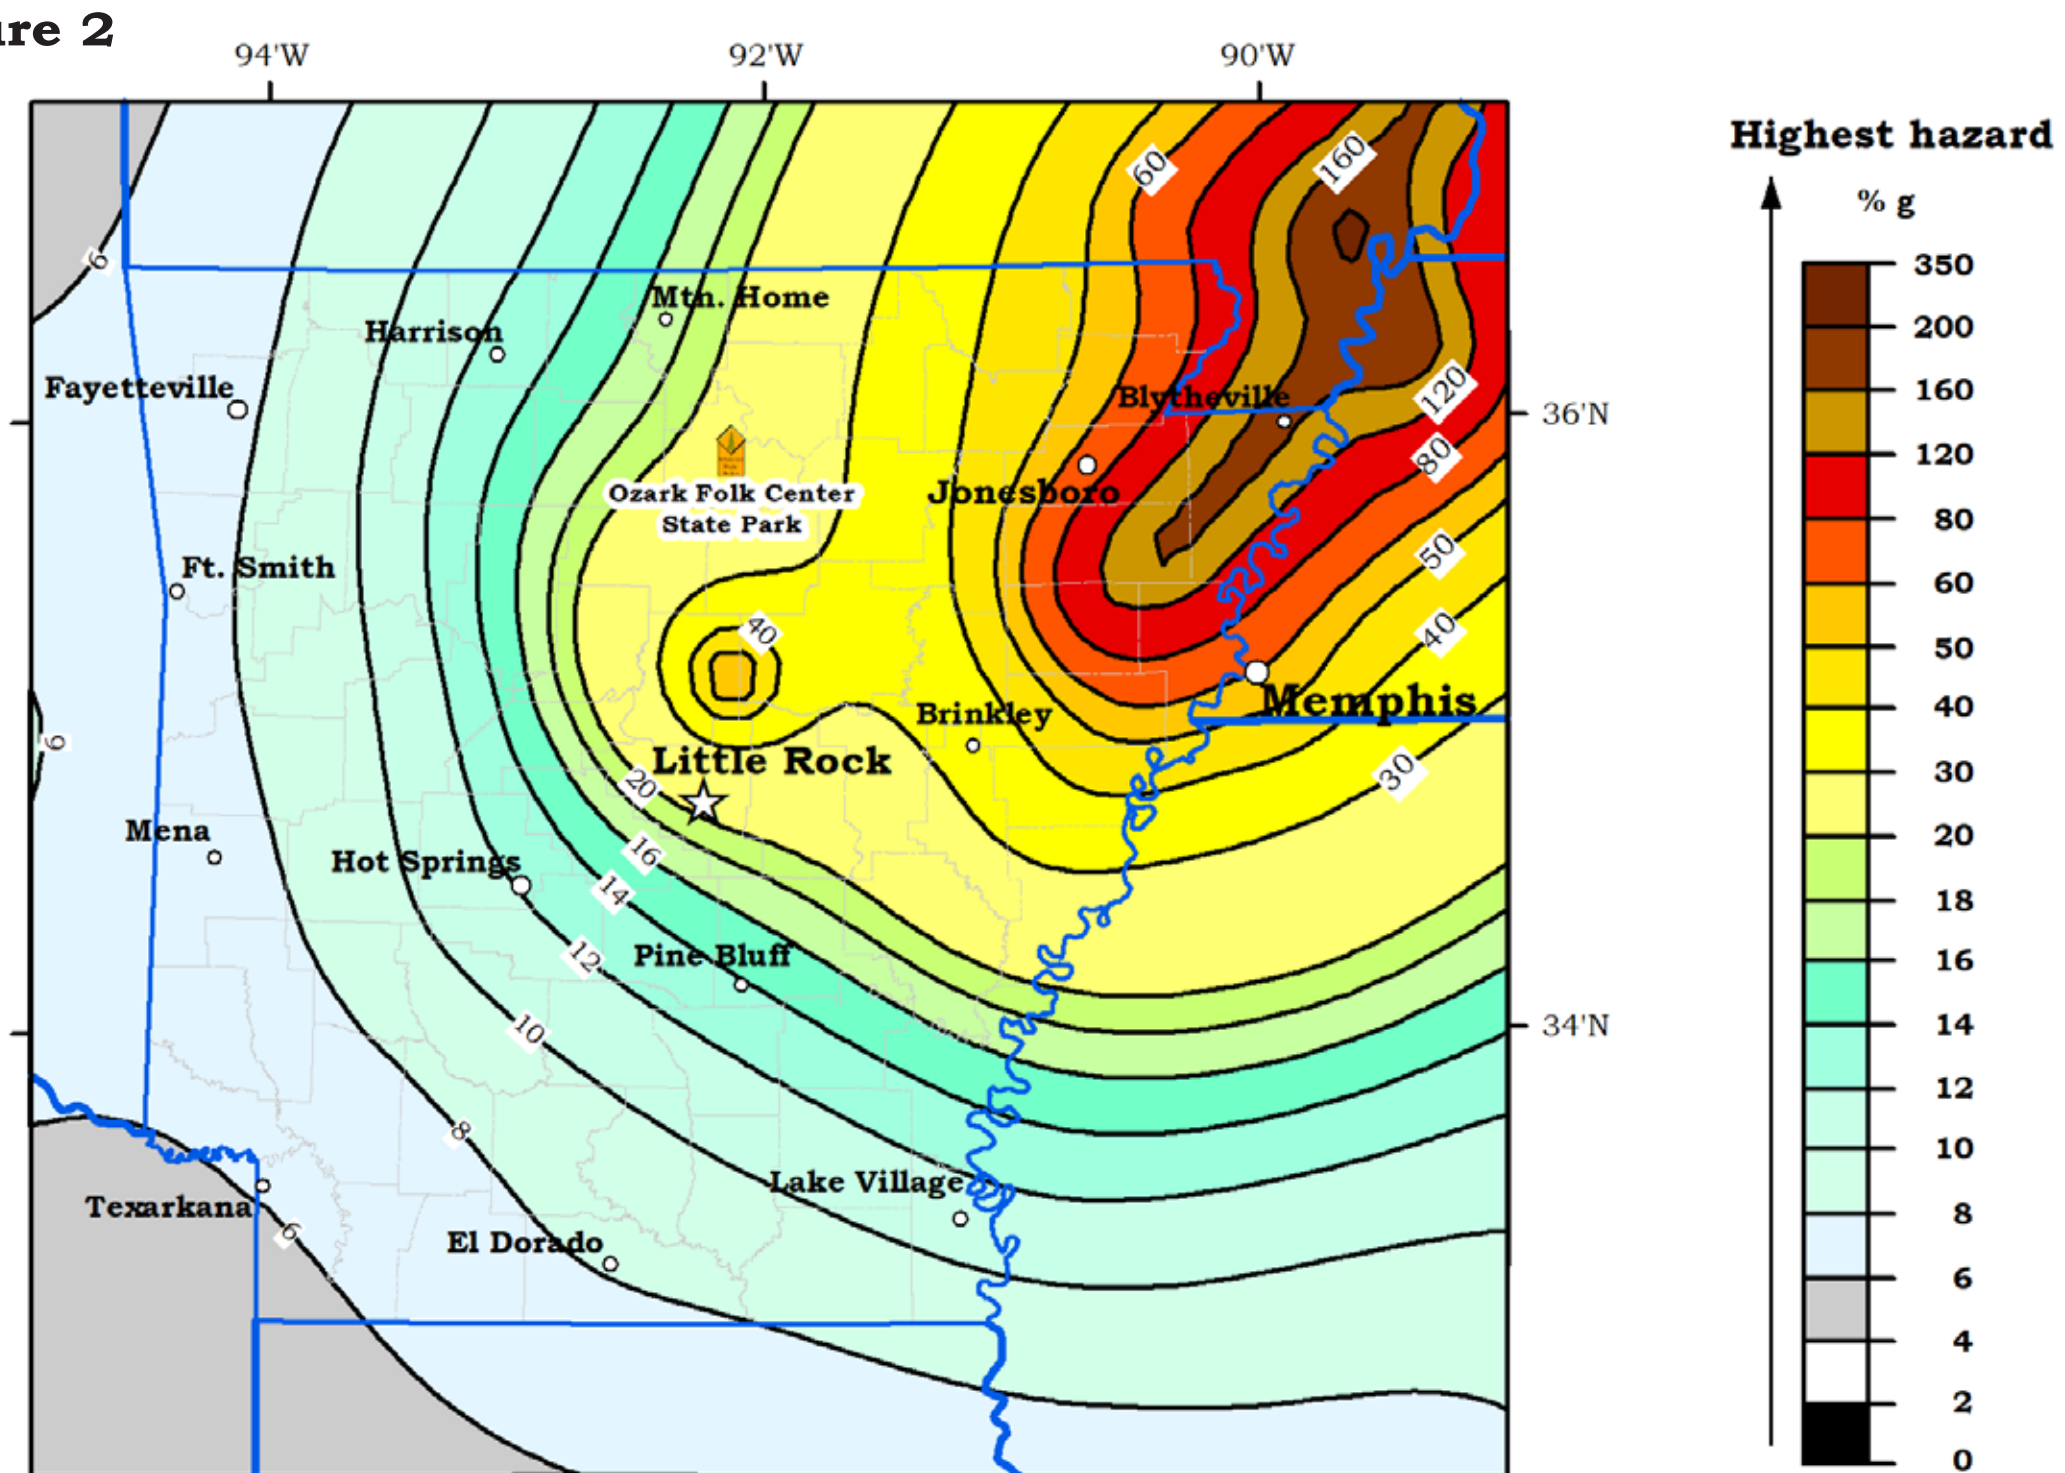 ure 2
94'W
92'W
90'W
Highest hazard
% g
60
160
6
Mtn. Home
Harrison
350
200
Fayetteville
Blytheville
120
160
36'N
80
120
Jonesboro
Ozark Folk Center
State Park
80
50
Ft. Smith
60
40
40
50
Memphis
40
Brinkley
6
Little Rock
30
30
20
Mena
20
16
Hot Springs
14
18
12
Pine Bluff
16
10
34'N
14
12
8
10
Lake Village
Texarkana
8
6
El Dorado
6
4
2
0